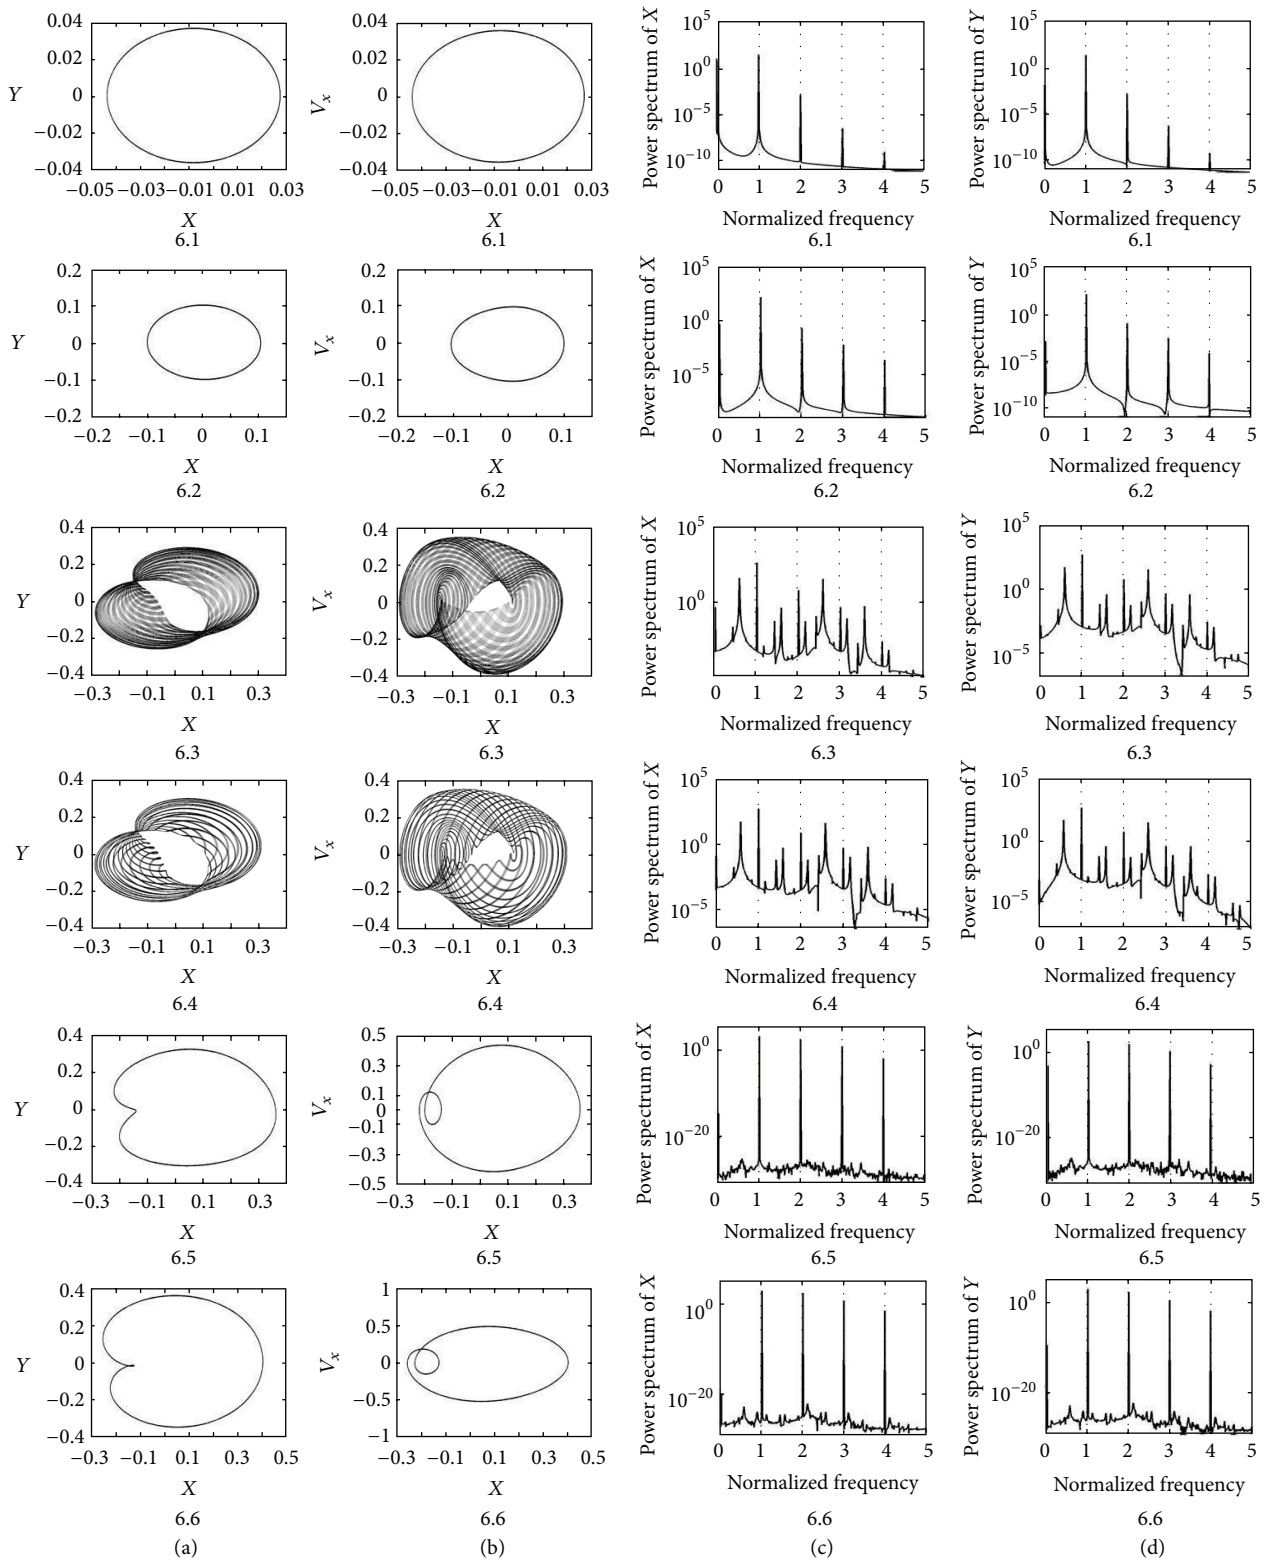 Y
0.04
0.02
0
−0.02
−0.04
−0.05 −0.03 −0.01 0.01 0.03
X
6.1
V_x
0.04
0.02
0
−0.02
−0.04
−0.05 −0.03 −0.01 0.01 0.03
X
6.1
Power spectrum of X
10^5
10^0
10^−5
10^−10
0 1 2 3 4 5
Normalized frequency
6.1
Power spectrum of Y
10^5
10^0
10^−5
10^−10
0 1 2 3 4 5
Normalized frequency
6.1
Y
0.2
0.1
0
−0.1
−0.2
−0.2 −0.1 0 0.1
X
6.2
V_x
0.2
0.1
0
−0.1
−0.2
−0.2 −0.1 0 0.1
X
6.2
Power spectrum of X
10^5
10^0
10^−5
0 1 2 3 4 5
Normalized frequency
6.2
Power spectrum of Y
10^5
10^0
10^−5
10^−10
0 1 2 3 4 5
Normalized frequency
6.2
Y
0.4
0.2
0
−0.2
−0.4
−0.3 −0.1 0.1 0.3
X
6.3
V_x
0.4
0.2
0
−0.2
−0.4
−0.3 −0.1 0.1 0.3
X
6.3
Power spectrum of X
10^5
10^0
0 1 2 3 4 5
Normalized frequency
6.3
Power spectrum of Y
10^5
10^0
10^−5
0 1 2 3 4 5
Normalized frequency
6.3
Y
0.4
0.2
0
−0.2
−0.4
−0.3 −0.1 0.1 0.3
X
6.4
V_x
0.4
0.2
0
−0.2
−0.4
−0.3 −0.1 0.1 0.3
X
6.4
Power spectrum of X
10^5
10^0
10^−5
0 1 2 3 4 5
Normalized frequency
6.4
Power spectrum of Y
10^5
10^0
10^−5
0 1 2 3 4 5
Normalized frequency
6.4
Y
0.4
0.2
0
−0.2
−0.4
−0.3 −0.1 0.1 0.3
X
6.5
V_x
0.5
0.3
0.1
−0.1
−0.3
−0.5
−0.3 −0.1 0.1 0.3
X
6.5
Power spectrum of X
10^0
10^−20
0 1 2 3 4 5
Normalized frequency
6.5
Power spectrum of Y
10^0
10^−20
0 1 2 3 4 5
Normalized frequency
6.5
Y
0.4
0.2
0
−0.2
−0.4
−0.3 −0.1 0.1 0.3 0.5
X
6.6
V_x
1
0.5
0
−0.5
−1
−0.3 −0.1 0.1 0.3 0.5
X
6.6
Power spectrum of X
10^0
10^−20
0 1 2 3 4 5
Normalized frequency
6.6
Power spectrum of Y
10^0
10^−20
0 1 2 3 4 5
Normalized frequency
6.6
(a)
(b)
(c)
(d)